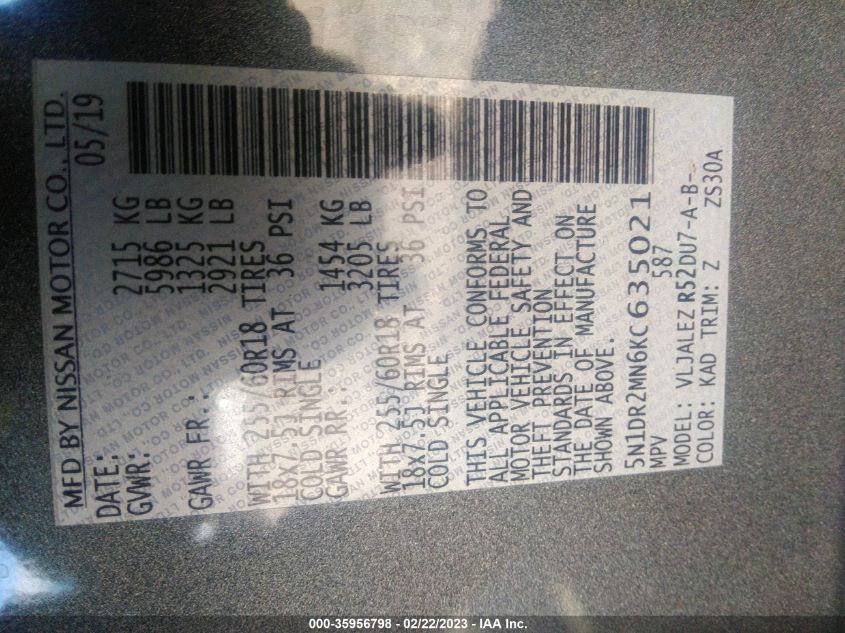 MFD BY NISSAN MOTOR CO., LTD.
DATE: 05/19
GVWR: 2715 KG
5986 LB
GAWR FR.: 1325 KG
2921 LB
WITH 255/60R18 TIRES
18x7.5J RIMS AT 36 PSI
COLD SINGLE
GAWR RR.: 1454 KG
3205 LB
WITH 255/60R18 TIRES
18x7.5J RIMS AT 36 PSI
COLD SINGLE
THIS VEHICLE CONFORMS TO
ALL APPLICABLE FEDERAL
MOTOR VEHICLE SAFETY AND
THEFT PREVENTION
STANDARDS IN EFFECT ON
THE DATE OF MANUFACTURE
SHOWN ABOVE.
5N1DR2MN6KC635021
MPV 587
MODEL: VLJALEZ R52DU7-A-B-
COLOR: KAD TRIM: Z ZS30A
000-35956798 - 02/22/2023 - IAA Inc.